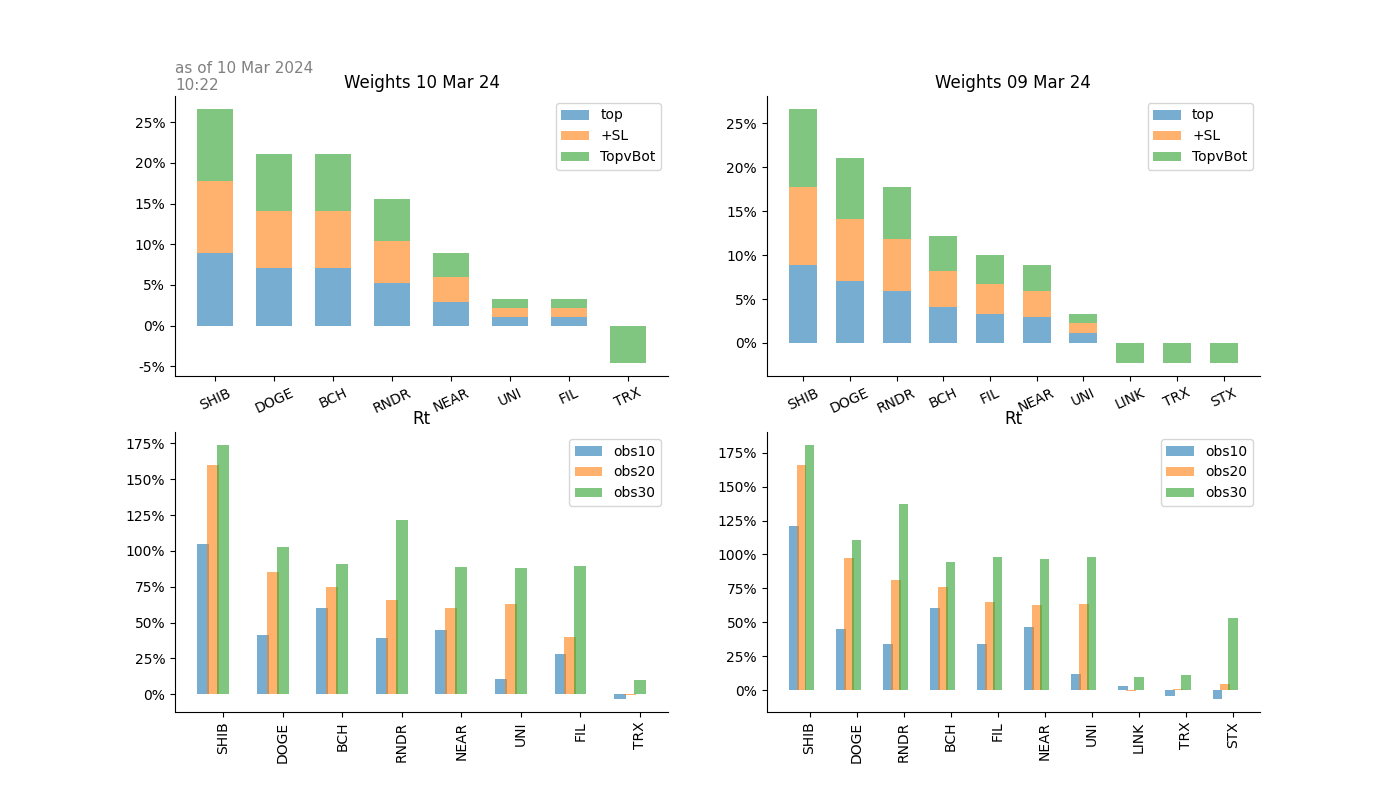 as of 10 Mar 2024
10:22
Weights 10 Mar 24
25%
20%
15%
10%
5%
0%
-5%
top
+SL
TopvBot
SHIB
DOGE
BCH
RNDR
NEAR
UNI
FIL
TRX
Weights 09 Mar 24
25%
20%
15%
10%
5%
0%
top
+SL
TopvBot
SHIB
DOGE
RNDR
BCH
FIL
NEAR
UNI
LINK
TRX
STX
Rt
175%
150%
125%
100%
75%
50%
25%
0%
obs10
obs20
obs30
SHIB
DOGE
BCH
RNDR
NEAR
UNI
FIL
TRX
Rt
175%
150%
125%
100%
75%
50%
25%
0%
obs10
obs20
obs30
SHIB
DOGE
RNDR
BCH
FIL
NEAR
UNI
LINK
TRX
STX